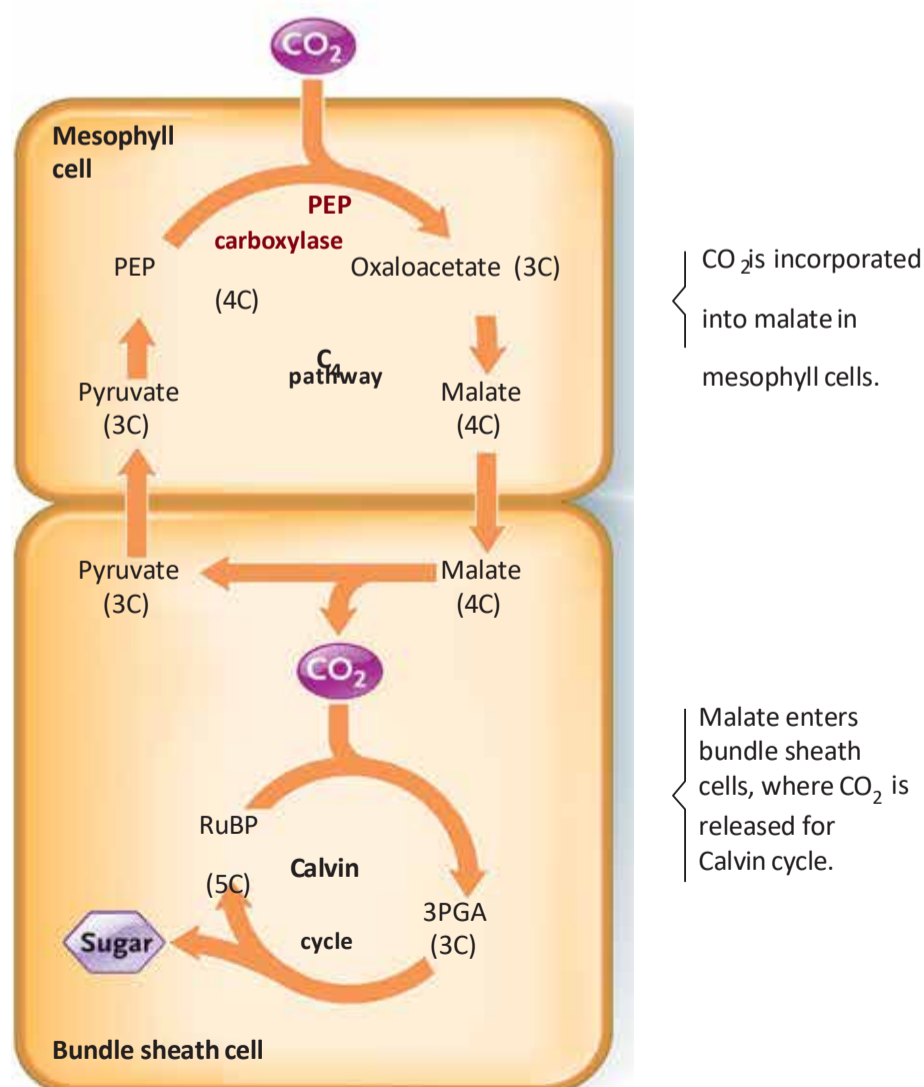 CO2
Mesophyll
cell
PEP
carboxylase
PEP
Oxaloacetate (3C)
(4C)
C4
pathway
Pyruvate
(3C)
Malate
(4C)
CO2 is incorporated
into malate in
mesophyll cells.
Pyruvate
(3C)
Malate
(4C)
CO2
RuBP
(5C)
Calvin
cycle
3PGA
(3C)
Sugar
Malate enters
bundle sheath
cells, where CO2 is
released for
Calvin cycle.
Bundle sheath cell